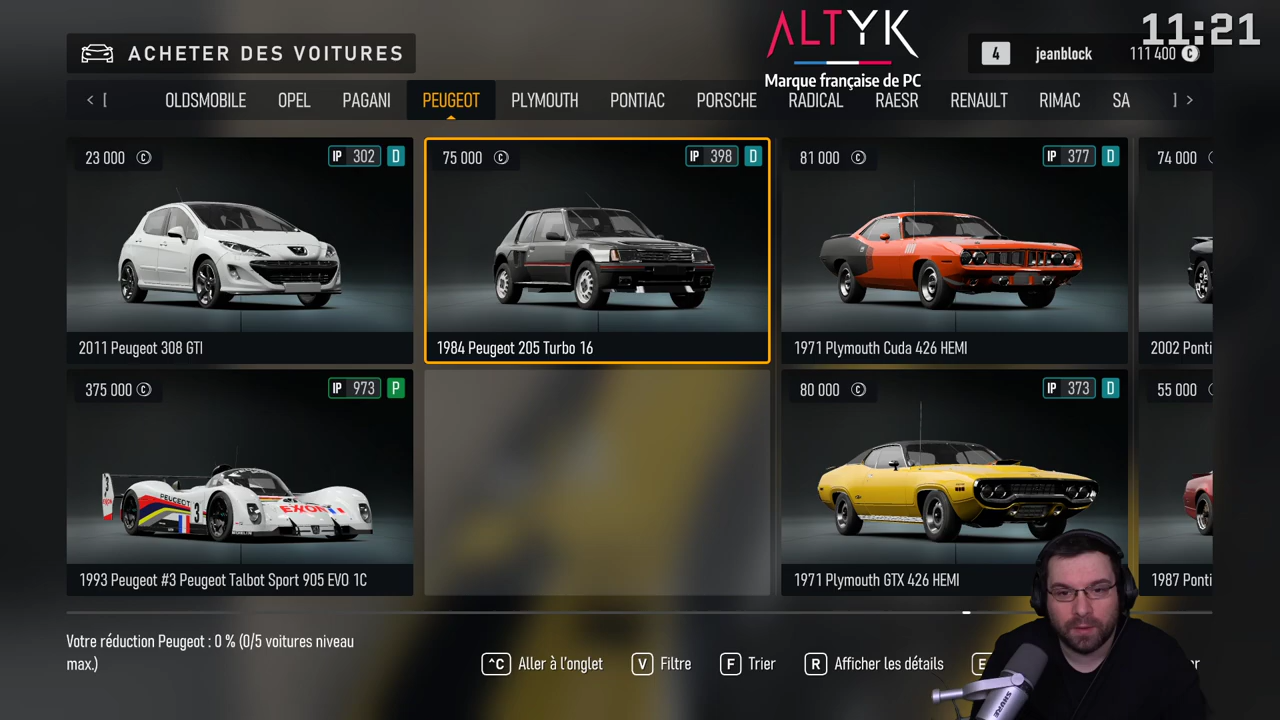 ACHETER DES VOITURES
ALTYK
Marque française de PC
11:21
4 jeanblock 111 400 C
< [ OLDSMOBILE OPEL PAGANI PEUGEOT PLYMOUTH PONTIAC PORSCHE RADICAL RAESR RENAULT RIMAC SA ] >
23 000 C IP 302 D
75 000 C IP 398 D
81 000 C IP 377 D
74 000
2011 Peugeot 308 GTI
1984 Peugeot 205 Turbo 16
1971 Plymouth Cuda 426 HEMI
2002 Ponti
375 000 C IP 973 P
80 000 C IP 373 D
55 000
PEUGEOT
3
EXXON
1993 Peugeot #3 Peugeot Talbot Sport 905 EVO 1C
1971 Plymouth GTX 426 HEMI
1987 Ponti
Votre réduction Peugeot : 0 % (0/5 voitures niveau
max.)
^C Aller à l'onglet V Filtre F Trier R Afficher les détails
SHURE